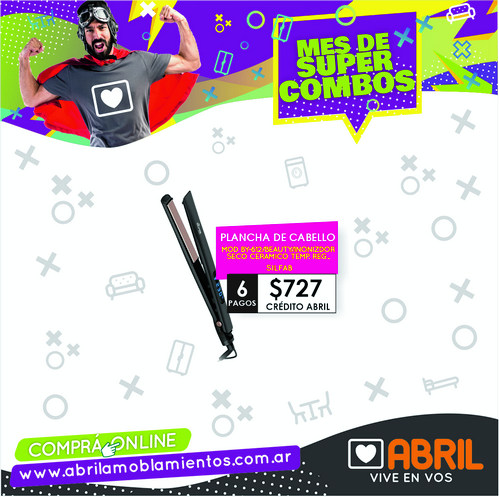 MES DE
SUPER
COMBOS
PLANCHA DE CABELLO
MOD BY-612/BEAUTY/INONIZDOR
SECO CERAMICO TEMP, REG...
SILFAB
6
PAGOS
$727
CRÉDITO ABRIL
COMPRÁ ONLINE
www.abrilamoblamientos.com.ar
ABRIL
VIVE EN VOS